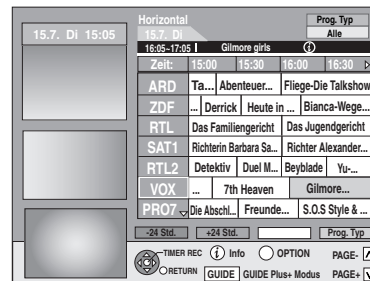 15.7. Di 15:05
Horizontal
Prog. Typ
15.7. Di
Alle
16:05~17:05 Gilmore girls i
Zeit: 15:00 15:30 16:00 16:30
ARD Ta... Abenteuer... Fliege-Die Talkshow
ZDF ... Derrick Heute in ... Bianca-Wege...
RTL Das Familiengericht Das Jugendgericht
SAT1 Richterin Barbara Sa... Richter Alexander...
RTL2 Detektiv Duel M... Beyblade Yu-...
VOX ... 7th Heaven Gilmore...
PRO7 Die Abschl... Freunde... S.O.S Style & ...
-24 Std. +24 Std. Prog. Typ
TIMER REC i Info OPTION PAGE-
RETURN GUIDE GUIDE Plus+ Modus PAGE+